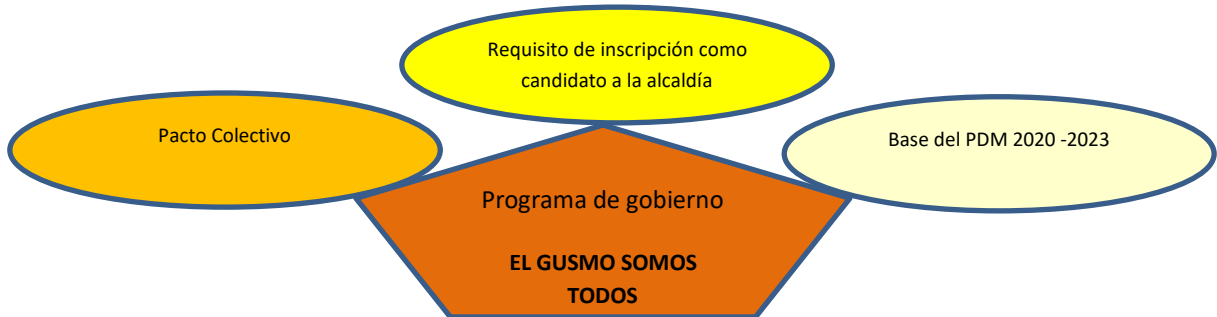 Requisito de inscripción como
candidato a la alcaldía
Pacto Colectivo
Base del PDM 2020 -2023
Programa de gobierno
EL GUSMO SOMOS
TODOS